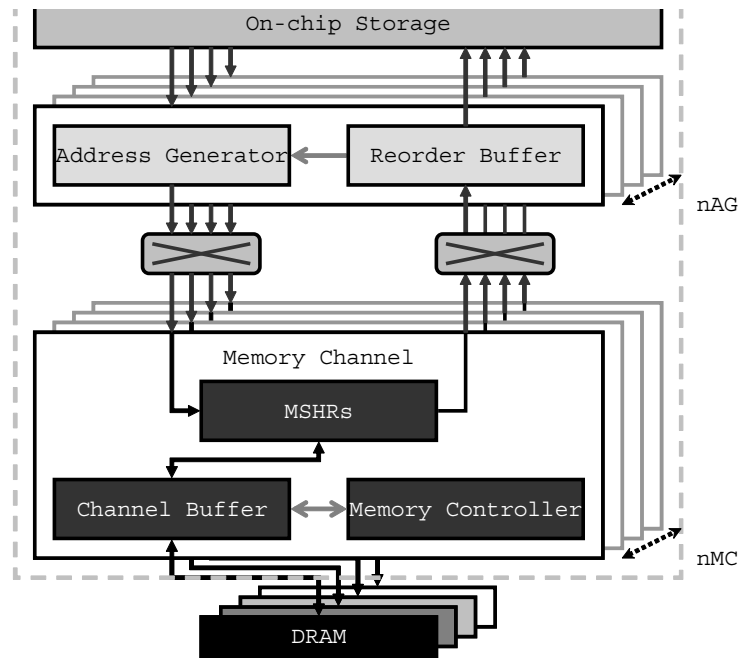 On-chip Storage
Address Generator
Reorder Buffer
nAG
Memory Channel
MSHRs
Channel Buffer
Memory Controller
nMC
DRAM